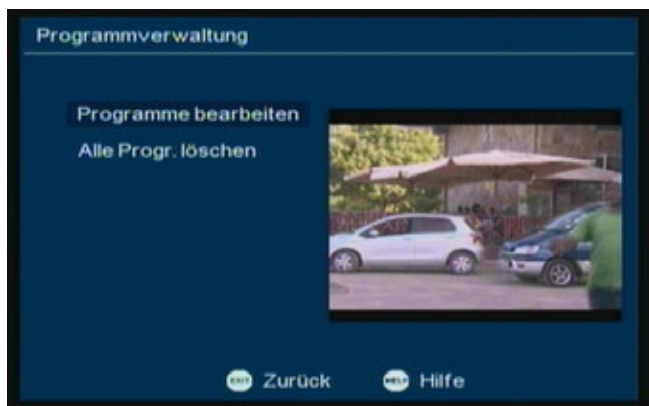 Programmverwaltung
Programme bearbeiten
Alle Progr. löschen
EXIT Zurück HELP Hilfe